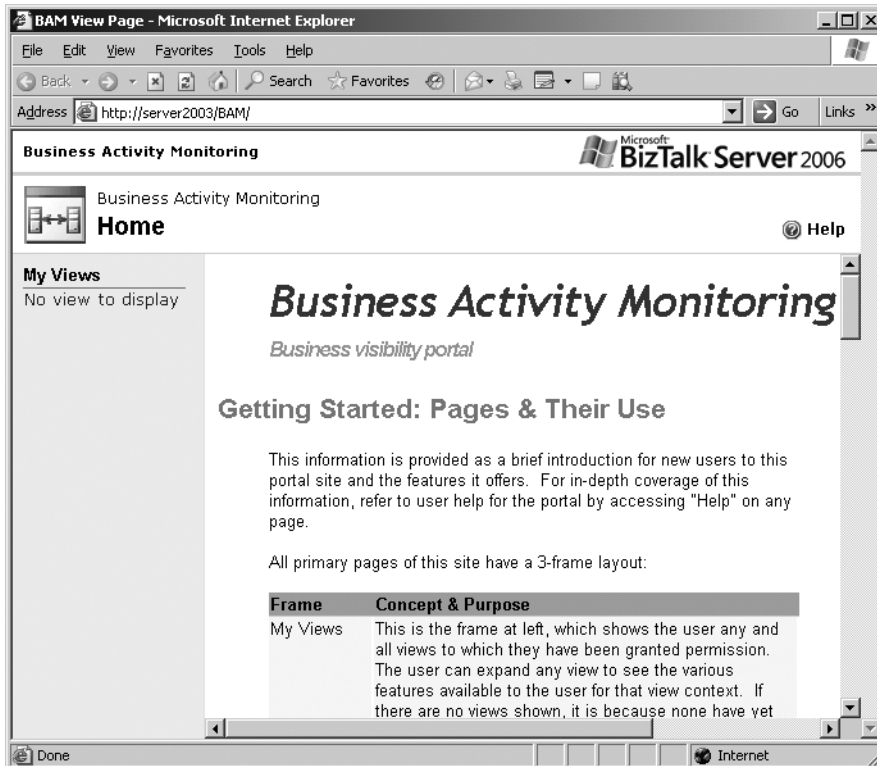 BAM View Page - Microsoft Internet Explorer
File Edit View Favorites Tools Help
Back Search Favorites
Address http://server2003/BAM/ Go Links »
Business Activity Monitoring
Microsoft
BizTalk Server 2006
Business Activity Monitoring
Home
Help
My Views
No view to display
Business Activity Monitoring
Business visibility portal
Getting Started: Pages & Their Use
This information is provided as a brief introduction for new users to this
portal site and the features it offers. For in-depth coverage of this
information, refer to user help for the portal by accessing "Help" on any
page.
All primary pages of this site have a 3-frame layout:
Frame Concept & Purpose
My Views This is the frame at left, which shows the user any and
all views to which they have been granted permission.
The user can expand any view to see the various
features available to the user for that view context. If
there are no views shown, it is because none have yet
Done Internet